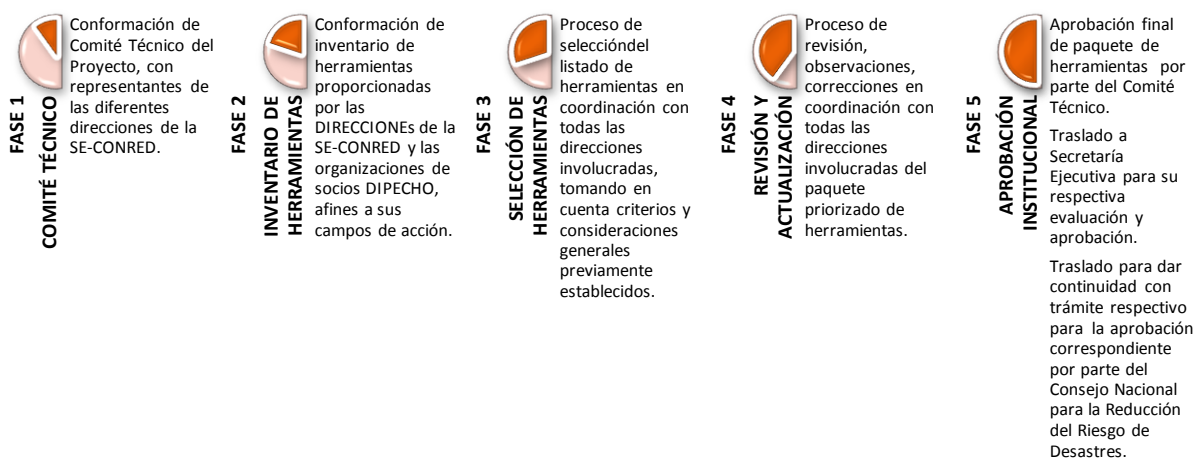 FASE 1
COMITÉ TÉCNICO
Conformación de
Comité Técnico del
Proyecto, con
representantes de
las diferentes
direcciones de la
SE-CONRED.
FASE 2
INVENTARIO DE
HERRAMIENTAS
Conformación de
inventario de
herramientas
proporcionadas
por las
DIRECCIONEs de la
SE-CONRED y las
organizaciones de
socios DIPECHO,
afines a sus
campos de acción.
FASE 3
SELECCIÓN DE
HERRAMIENTAS
Proceso de
seleccióndel
listado de
herramientas en
coordinación con
todas las
direcciones
involucradas,
tomando en
cuenta criterios y
consideraciones
generales
previamente
establecidos.
FASE 4
REVISIÓN Y
ACTUALIZACIÓN
Proceso de
revisión,
observaciones,
correcciones en
coordinación con
todas las
direcciones
involucradas del
paquete
priorizado de
herramientas.
FASE 5
APROBACIÓN
INSTITUCIONAL
Aprobación final
de paquete de
herramientas por
parte del Comité
Técnico.
Traslado a
Secretaría
Ejecutiva para su
respectiva
evaluación y
aprobación.
Traslado para dar
continuidad con
trámite respectivo
para la aprobación
correspondiente
por parte del
Consejo Nacional
para la Reducción
del Riesgo de
Desastres.